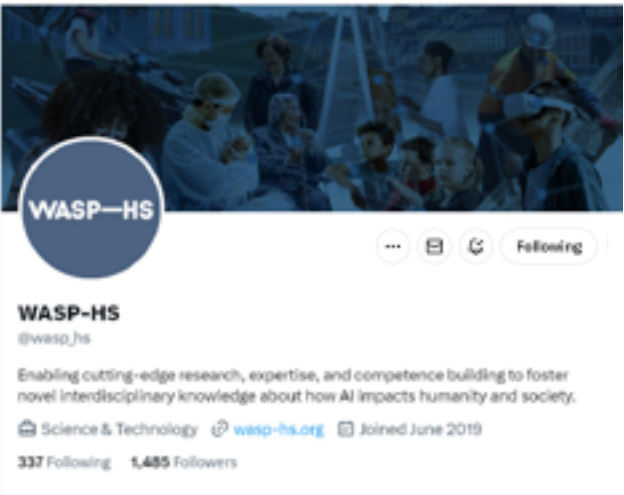 WASP–HS
Following
WASP-HS
@wasp_hs
Enabling cutting-edge research, expertise, and competence building to foster
novel interdisciplinary knowledge about how AI impacts humanity and society.
Science & Technology wasp-hs.org Joined June 2019
337 Following 1,485 Followers